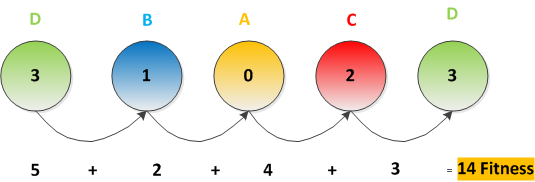 D B A C D
3 1 0 2 3
5 + 2 + 4 + 3 = 14 Fitness